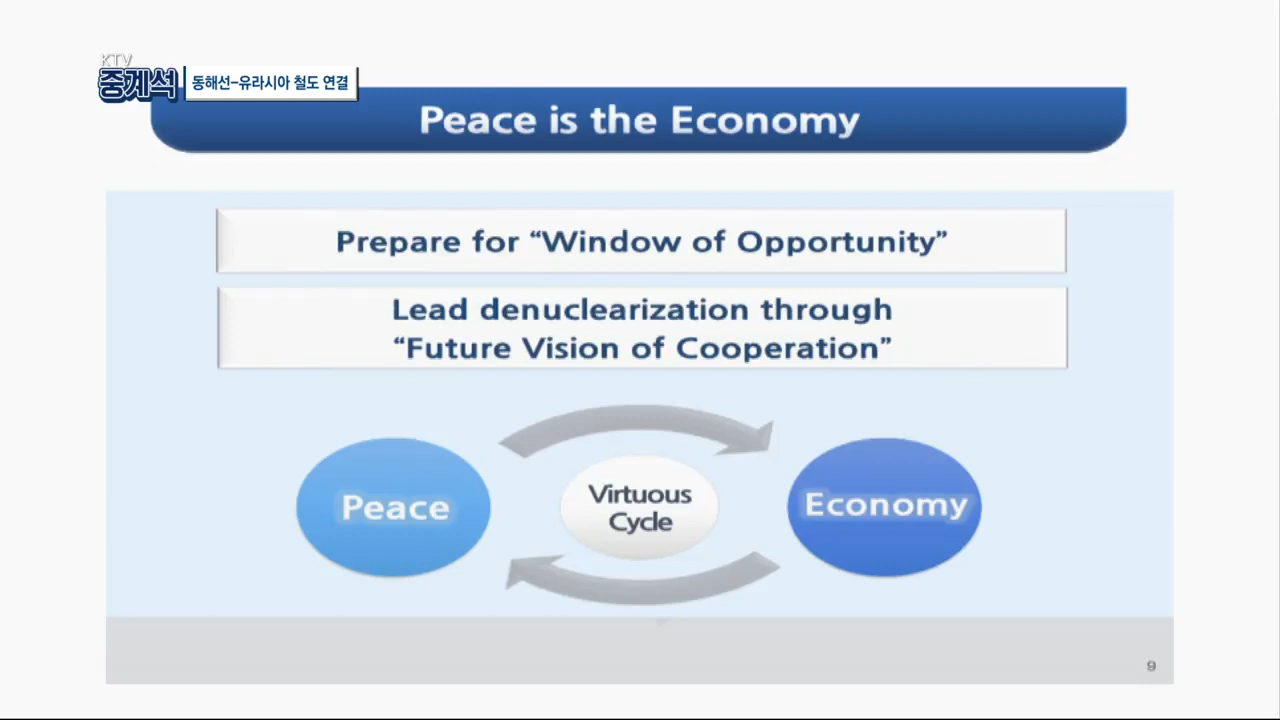 KTV
중계석
동해선-유라시아 철도 연결
Peace is the Economy
Prepare for “Window of Opportunity”
Lead denuclearization through
“Future Vision of Cooperation”
Peace
Virtuous
Cycle
Economy
9